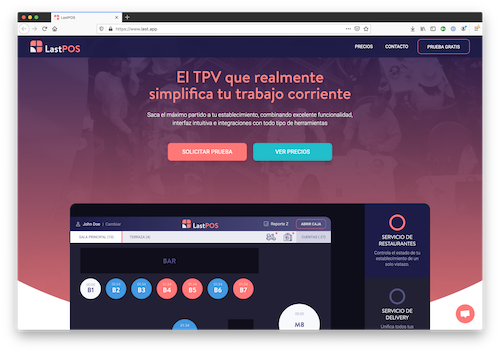 LastPOS
https://www.last.app
LastPOS
PRECIOS
CONTACTO
PRUEBA GRATIS
El TPV que realmente
simplifica tu trabajo corriente
Saca el máximo partido a tu establecimiento, combinando excelente funcionalidad,
interfaz intuitiva e integraciones con todo tipo de herramientas
SOLICITAR PRUEBA
VER PRECIOS
John Doe | Cambiar
LastPOS
Reporte Z
ABRIR CAJA
SALA PRINCIPAL (12)
TERRAZA (4)
BAR
B1
B2
B3
B4
B5
B6
B7
M8
SERVICIO DE
RESTAURANTES
Controla el estado de tu
establecimiento de un
solo vistazo
SERVICIO DE
DELIVERY
Unifica todos tus